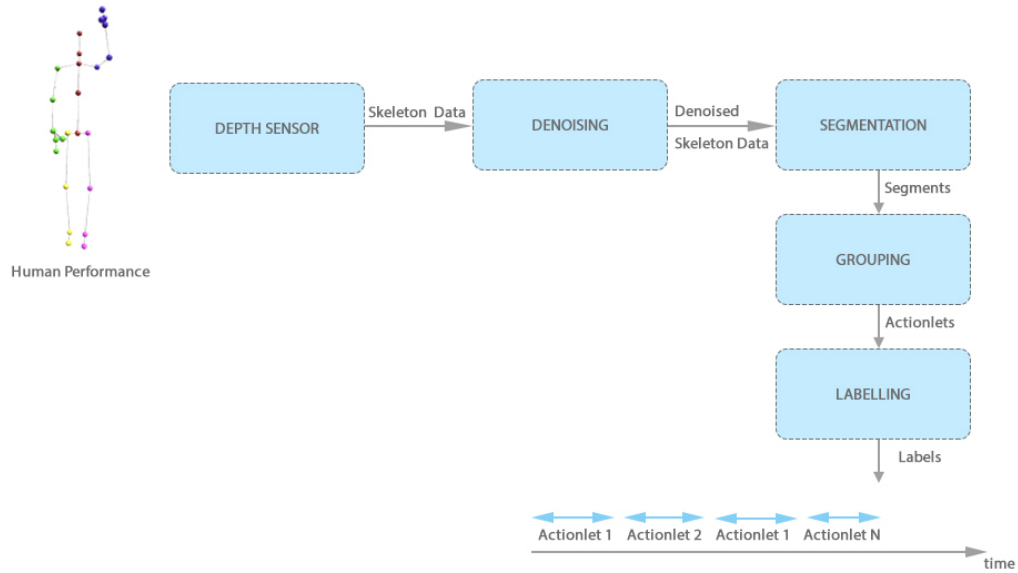 Human Performance
DEPTH SENSOR
Skeleton Data
DENOISING
Denoised
Skeleton Data
SEGMENTATION
Segments
GROUPING
Actionlets
LABELLING
Labels
Actionlet 1
Actionlet 2
Actionlet 1
Actionlet N
time